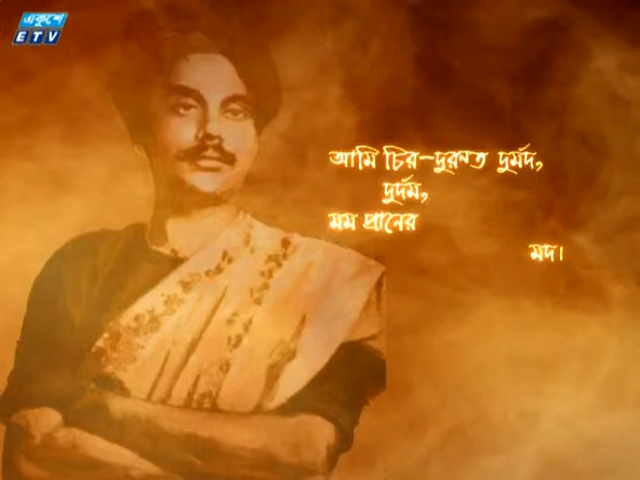 একুশে
ETV
আমি চির-দুরন্ত দুর্মদ,
দুর্দম,
মম প্রানের
মদ।